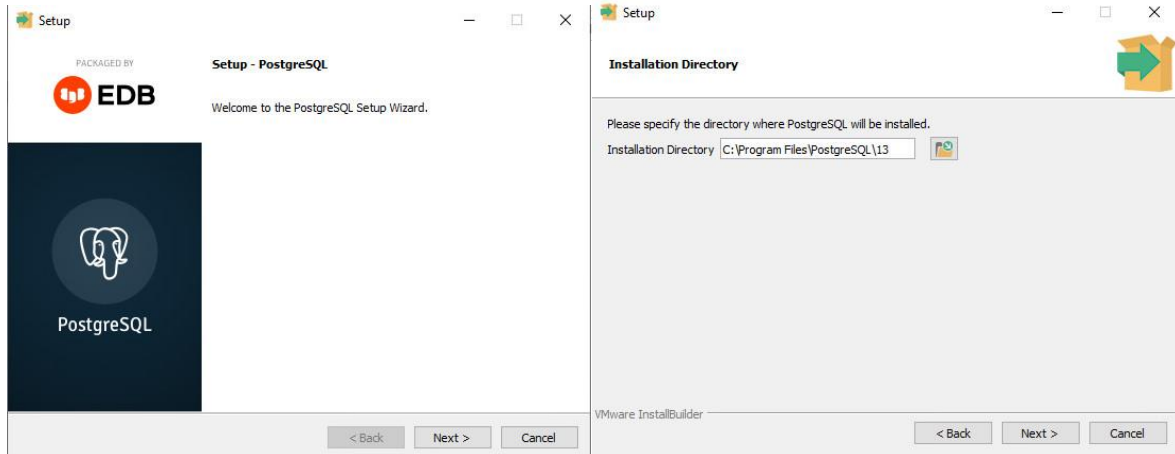 Setup
PACKAGED BY
EDB
Setup - PostgreSQL
Welcome to the PostgreSQL Setup Wizard.
PostgreSQL
< Back
Next >
Cancel
Setup
Installation Directory
Please specify the directory where PostgreSQL will be installed.
Installation Directory C:\Program Files\PostgreSQL\13
VMware InstallBuilder
< Back
Next >
Cancel